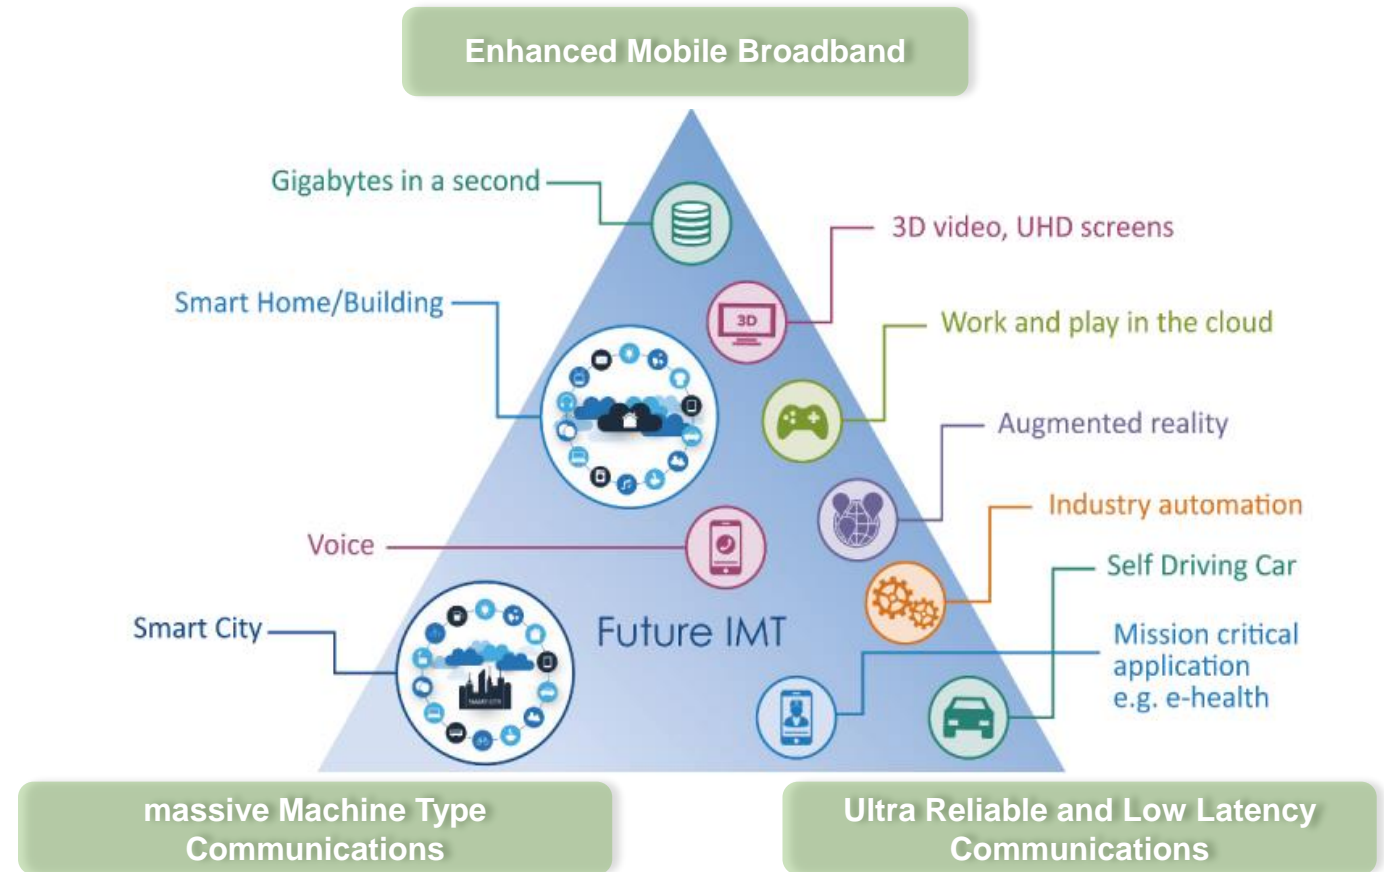 Enhanced Mobile Broadband
Gigabytes in a second
3D video, UHD screens
3D
Smart Home/Building
Work and play in the cloud
Augmented reality
Industry automation
Voice
Self Driving Car
Smart City
Future IMT
Mission critical
application
e.g. e-health
SMART CITY
massive Machine Type
Communications
Ultra Reliable and Low Latency
Communications